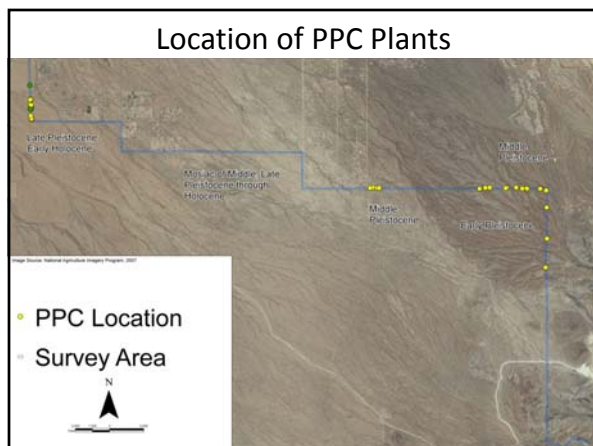 Location of PPC Plants
Late Pleistocene
Early Holocene
Mosiac of Middle, Late
Pleistocene through
Holocene
Middle
Pleistocene
Middle
Pleistocene
Early Pleistocene
Image Source: National Agriculture Imagery Program, 2007
PPC Location
Survey Area
N